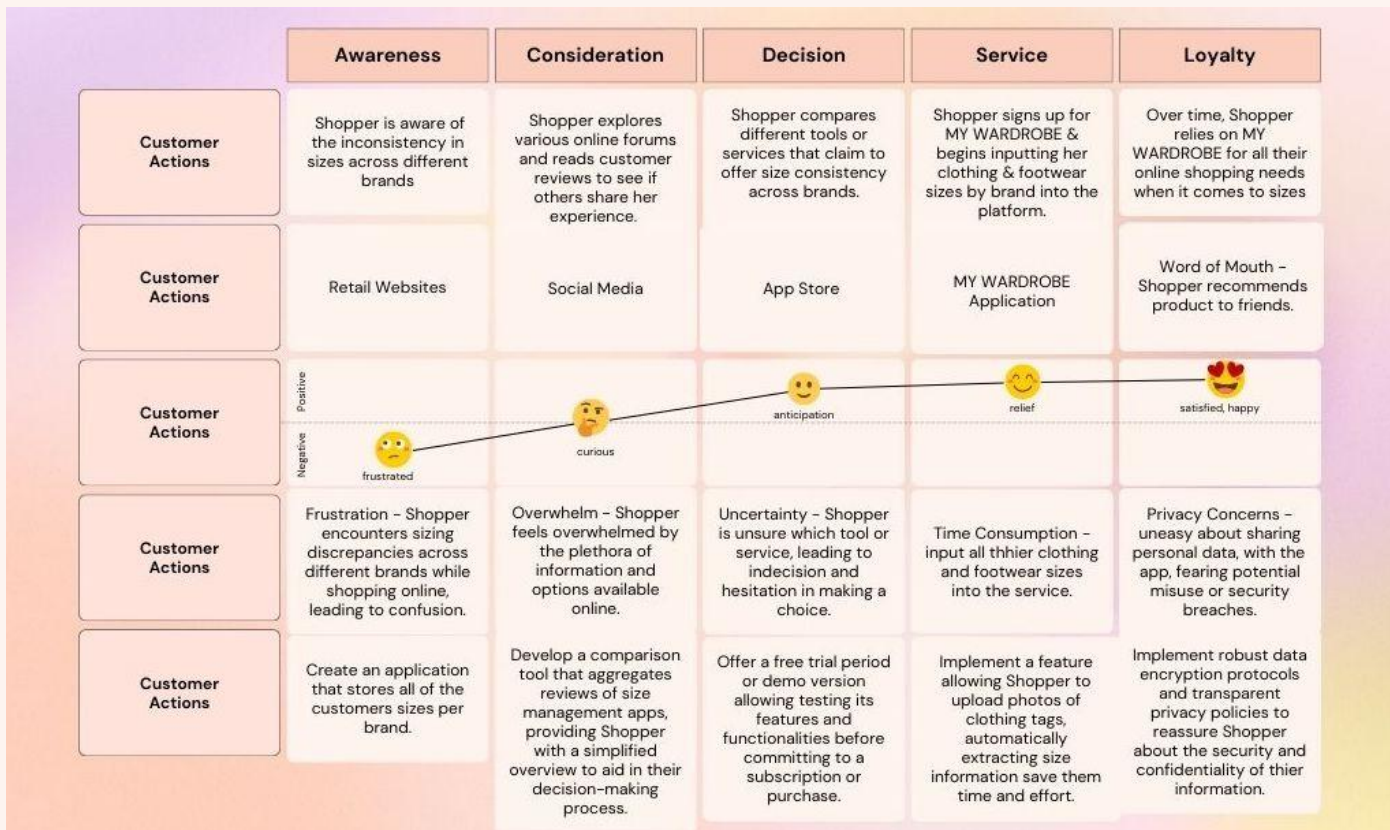 Awareness
Consideration
Decision
Service
Loyalty
Customer
Actions
Shopper is aware of
the inconsistency in
sizes across different
brands
Shopper explores
various online forums
and reads customer
reviews to see if
others share her
experience.
Shopper compares
different tools or
services that claim to
offer size consistency
across brands.
Shopper signs up for
MY WARDROBE &
begins inputting her
clothing & footwear
sizes by brand into the
platform.
Over time, Shopper
relies on MY
WARDROBE for all their
online shopping needs
when it comes to sizes
Customer
Actions
Retail Websites
Social Media
App Store
MY WARDROBE
Application
Word of Mouth -
Shopper recommends
product to friends.
Customer
Actions
Positive
Negative
frustrated
curious
anticipation
relief
satisfied, happy
Customer
Actions
Frustration - Shopper
encounters sizing
discrepancies across
different brands while
shopping online,
leading to confusion.
Overwhelm - Shopper
feels overwhelmed by
the plethora of
information and
options available
online.
Uncertainty - Shopper
is unsure which tool or
service, leading to
indecision and
hesitation in making a
choice.
Time Consumption -
input all thhier clothing
and footwear sizes
into the service.
Privacy Concerns -
uneasy about sharing
personal data, with the
app, fearing potential
misuse or security
breaches.
Customer
Actions
Create an application
that stores all of the
customers sizes per
brand.
Develop a comparison
tool that aggregates
reviews of size
management apps,
providing Shopper
with a simplified
overview to aid in their
decision-making
process.
Offer a free trial period
or demo version
allowing testing its
features and
functionalities before
committing to a
subscription or
purchase.
Implement a feature
allowing Shopper to
upload photos of
clothing tags,
automatically
extracting size
information save them
time and effort.
Implement robust data
encryption protocols
and transparent
privacy policies to
reassure Shopper
about the security and
confidentiality of thier
information.